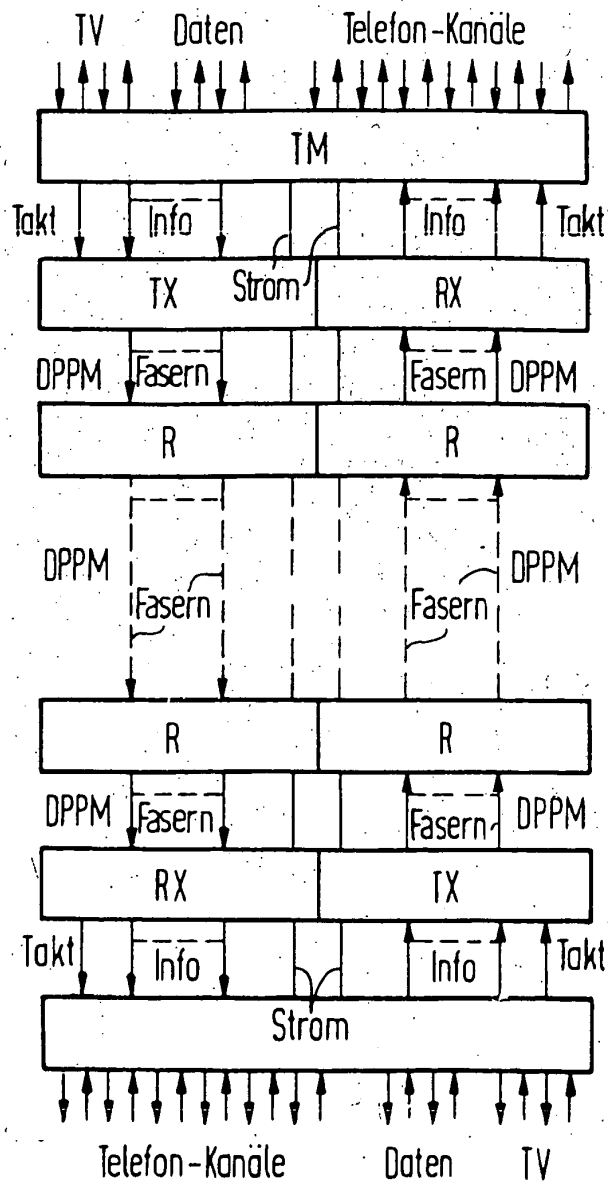 TV Daten Telefon-Kanäle
TM
Takt Info Info Takt
Strom
TX RX
DPPM Fasern Fasern DPPM
R R
DPPM DPPM
Fasern Fasern
R R
DPPM Fasern Fasern DPPM
RX TX
Takt Info Info Takt
Strom
Telefon-Kanäle Daten TV